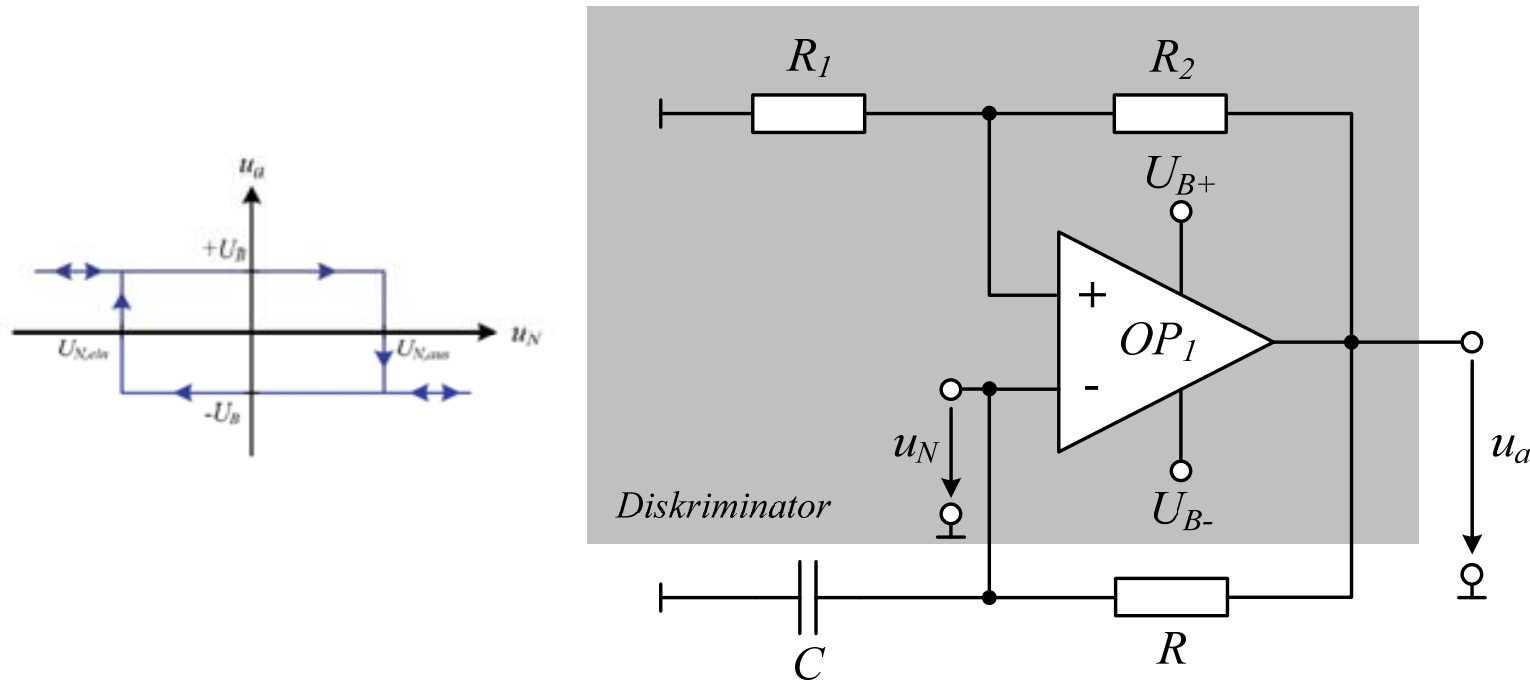 u_a
+U_B
u_N
U_N,ein
U_N,aus
-U_B
R_1
R_2
U_B+
+
OP_1
-
u_N
u_a
Diskriminator
U_B-
C
R